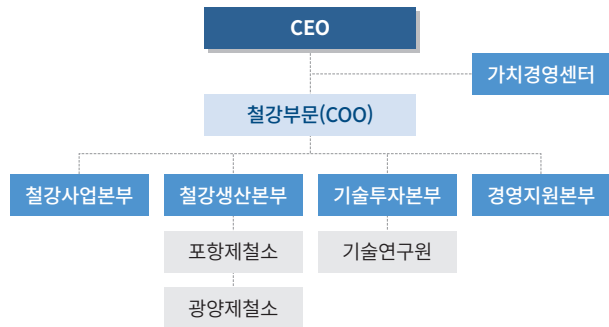 CEO
가치경영센터
철강부문(COO)
철강사업본부
철강생산본부
기술투자본부
경영지원본부
포항제철소
기술연구원
광양제철소